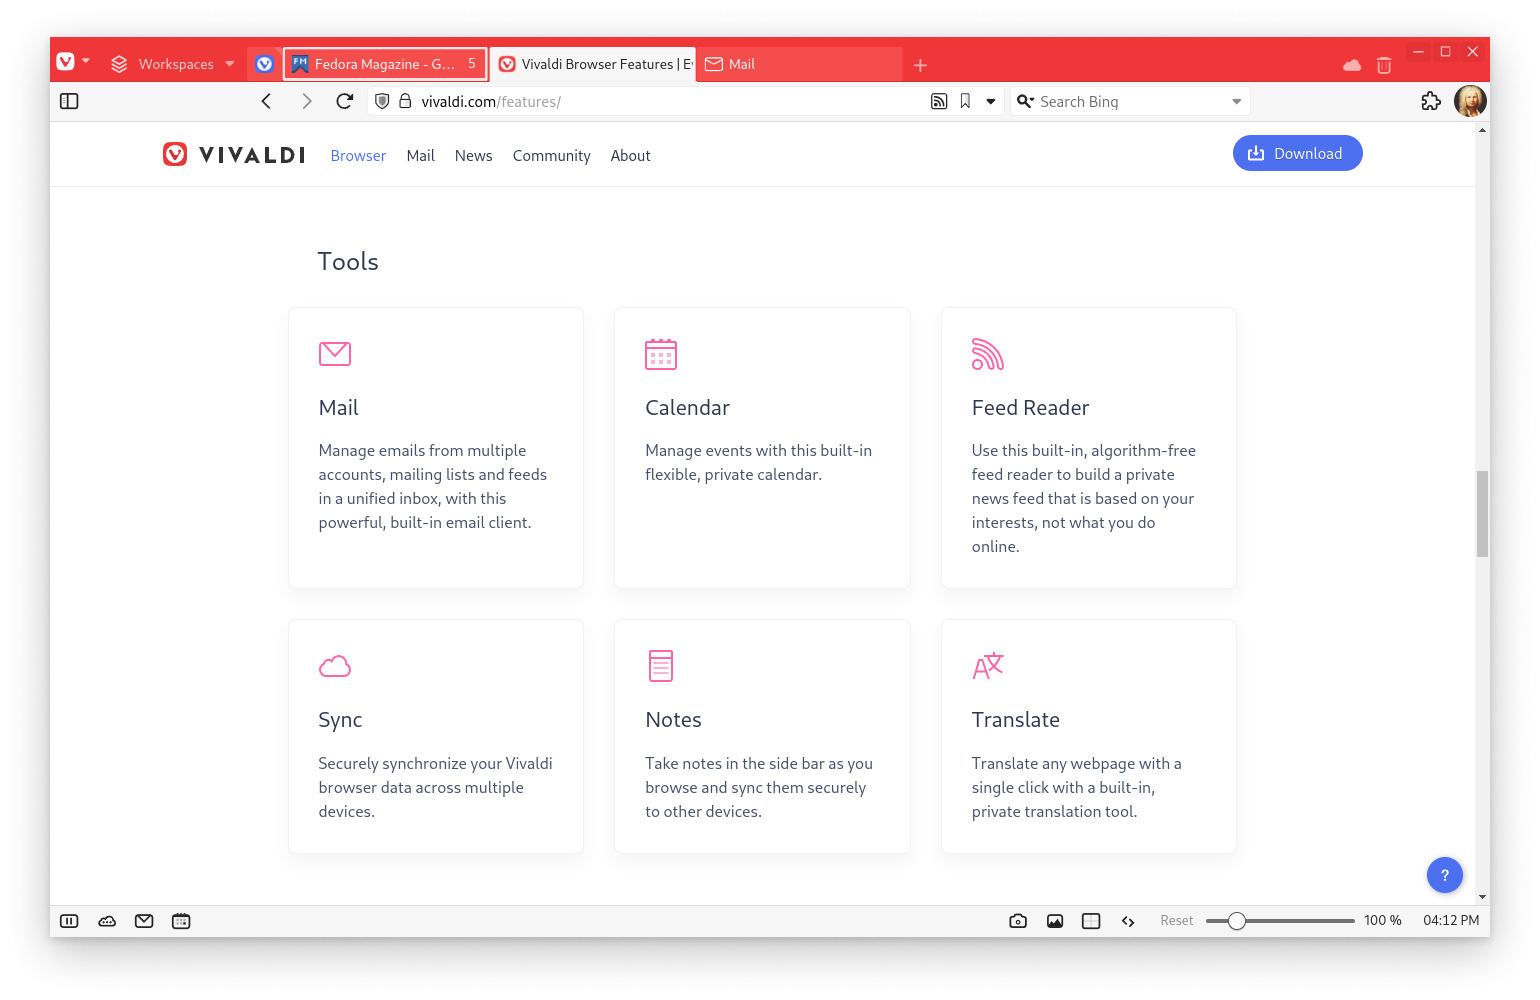 Workspaces
FM
Fedora Magazine - G...
5
Vivaldi Browser Features | Ev
Mail
vivaldi.com/features/
Search Bing
VIVALDI
Browser
Mail
News
Community
About
Download
Tools
Mail
Manage emails from multiple
accounts, mailing lists and feeds
in a unified inbox, with this
powerful, built-in email client.
Calendar
Manage events with this built-in
flexible, private calendar.
Feed Reader
Use this built-in, algorithm-free
feed reader to build a private
news feed that is based on your
interests, not what you do
online.
Sync
Securely synchronize your Vivaldi
browser data across multiple
devices.
Notes
Take notes in the side bar as you
browse and sync them securely
to other devices.
Translate
Translate any webpage with a
single click with a built-in,
private translation tool.
?
Reset
100 %
04:12 PM